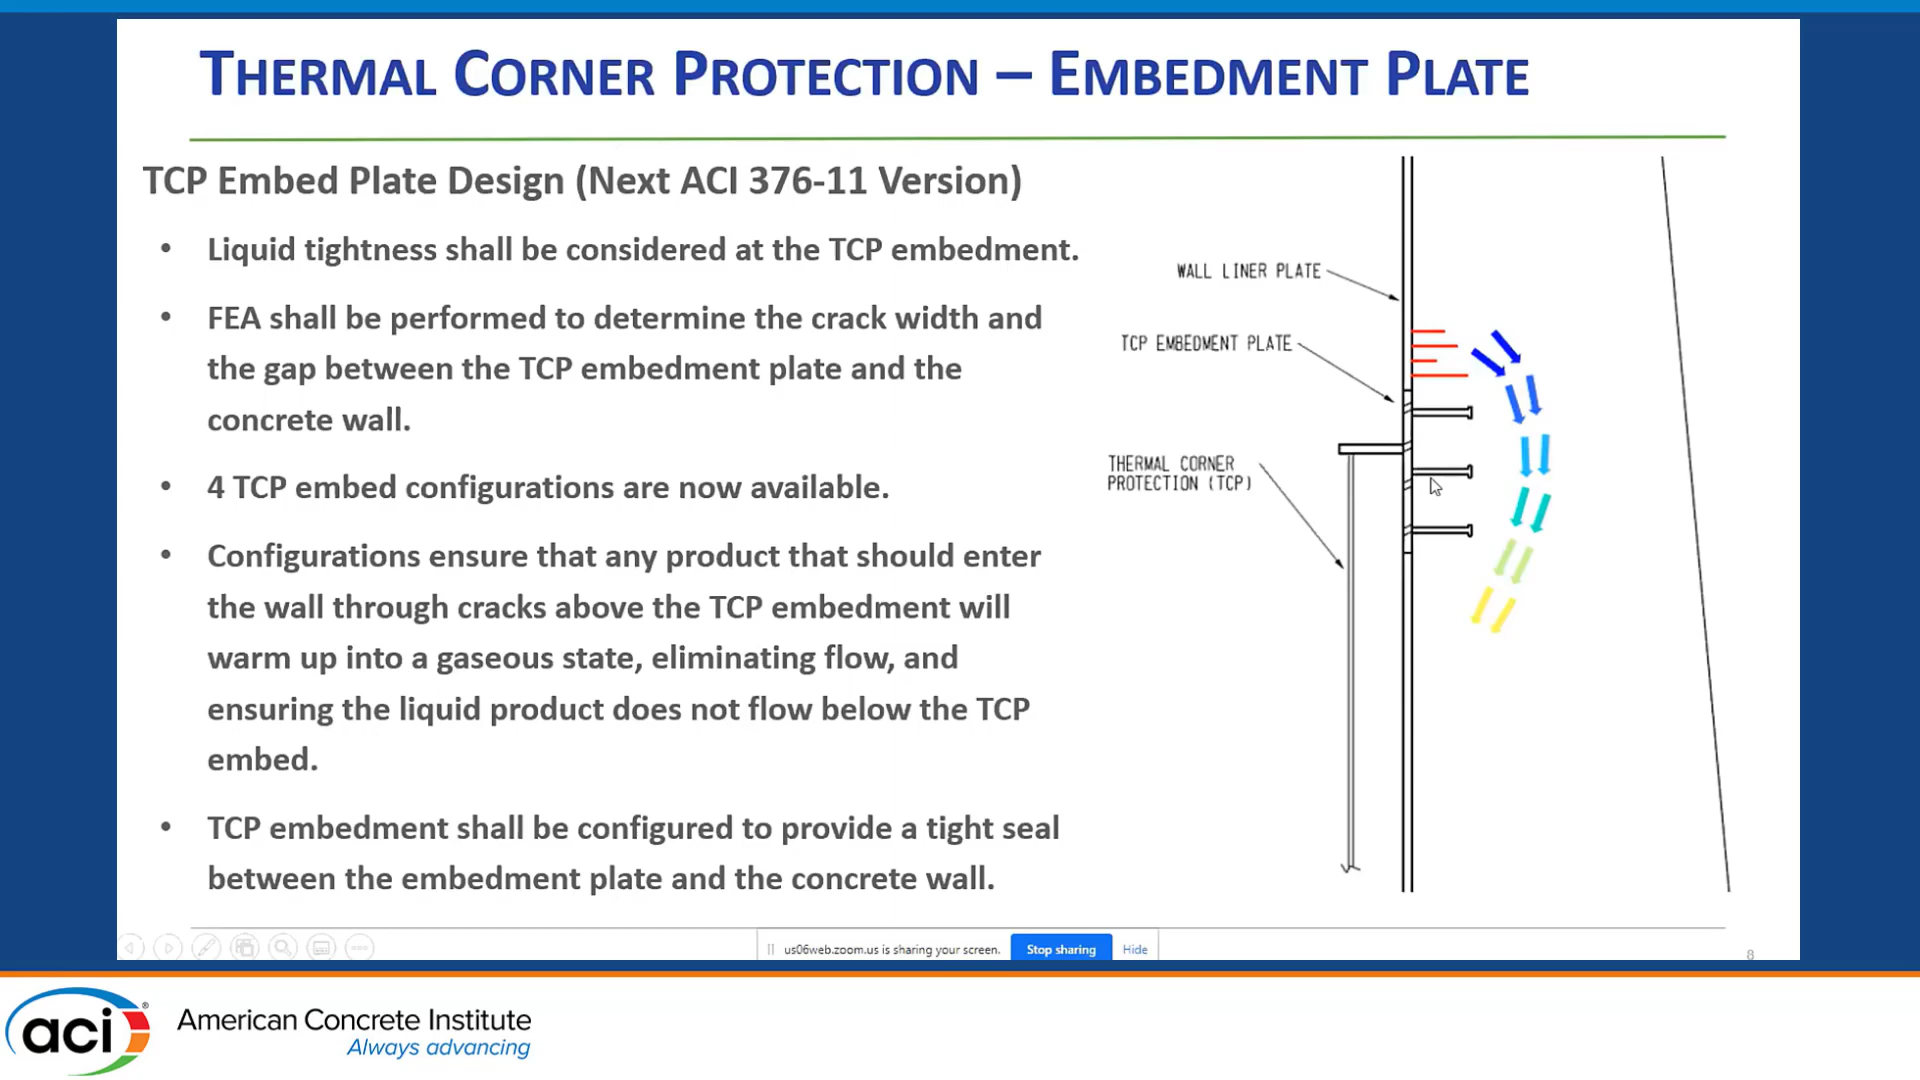 THERMAL CORNER PROTECTION – EMBEDMENT PLATE
TCP Embed Plate Design (Next ACI 376-11 Version)
• Liquid tightness shall be considered at the TCP embedment.
• FEA shall be performed to determine the crack width and
the gap between the TCP embedment plate and the
concrete wall.
• 4 TCP embed configurations are now available.
• Configurations ensure that any product that should enter
the wall through cracks above the TCP embedment will
warm up into a gaseous state, eliminating flow, and
ensuring the liquid product does not flow below the TCP
embed.
• TCP embedment shall be configured to provide a tight seal
between the embedment plate and the concrete wall.
WALL LINER PLATE
TCP EMBEDMENT PLATE
THERMAL CORNER
PROTECTION (TCP)
us06web.zoom.us is sharing your screen.
Stop sharing
Hide
8
aci®
American Concrete Institute
Always advancing